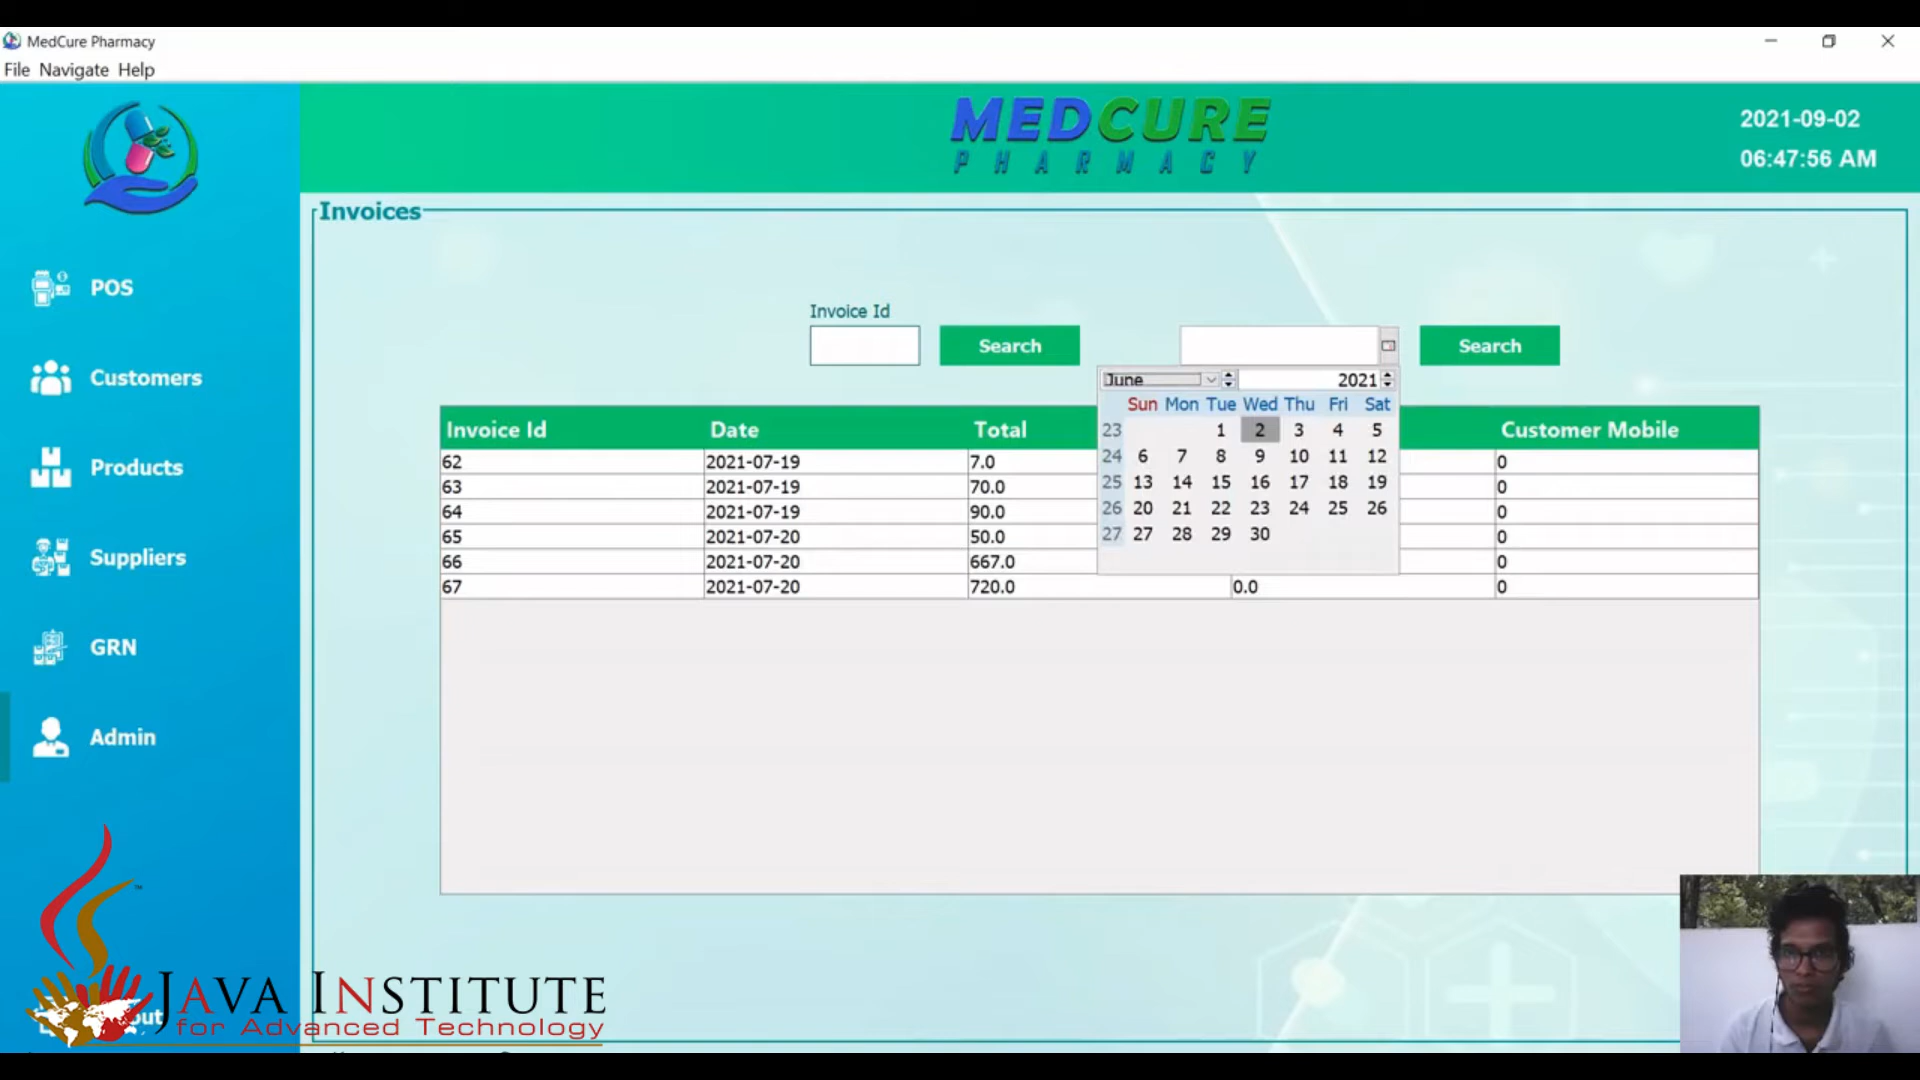 MedCure Pharmacy
File Navigate Help
MEDCURE
PHARMACY
2021-09-02
06:47:56 AM
POS
Customers
Products
Suppliers
GRN
Admin
Invoices
Invoice Id
Search
Search
June 2021
Sun Mon Tue Wed Thu Fri Sat
23 1 2 3 4 5
24 6 7 8 9 10 11 12
25 13 14 15 16 17 18 19
26 20 21 22 23 24 25 26
27 27 28 29 30
Invoice Id Date Total Customer Mobile
62 2021-07-19 7.0 0
63 2021-07-19 70.0 0
64 2021-07-19 90.0 0
65 2021-07-20 50.0 0
66 2021-07-20 667.0 0
67 2021-07-20 720.0 0.0 0
JAVA INSTITUTE
for Advanced Technology